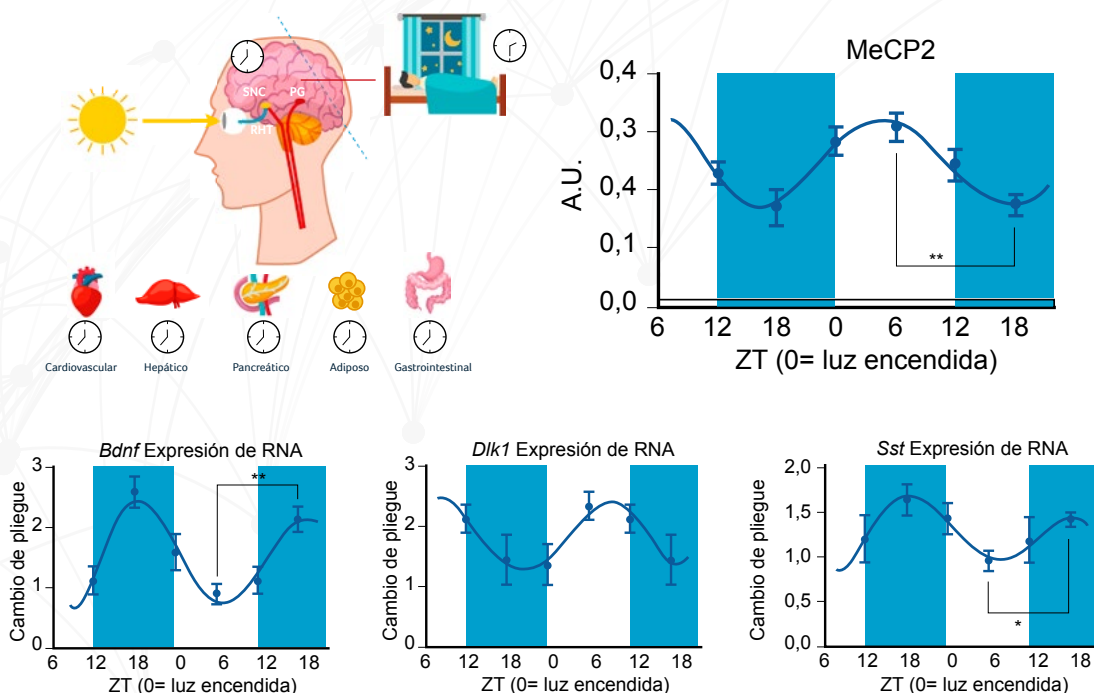 SNC
PG
RHT
Cardiovascular
Hepático
Pancreático
Adiposo
Gastrointestinal
MeCP2
A.U.
0,4
0,3
0,4
0,1
0,0
**
6 12 18 0 6 12 18
ZT (0= luz encendida)
Bdnf Expresión de RNA
Cambio de pliegue
3
2
1
0
**
6 12 18 0 6 12 18
ZT (0= luz encendida)
Dlk1 Expresión de RNA
Cambio de pliegue
3
2
1
0
6 12 18 0 6 12 18
ZT (0= luz encendida)
Sst Expresión de RNA
Cambio de pliegue
2,0
1,5
1,0
0,5
0,0
*
6 12 18 0 6 12 18
ZT (0= luz encendida)